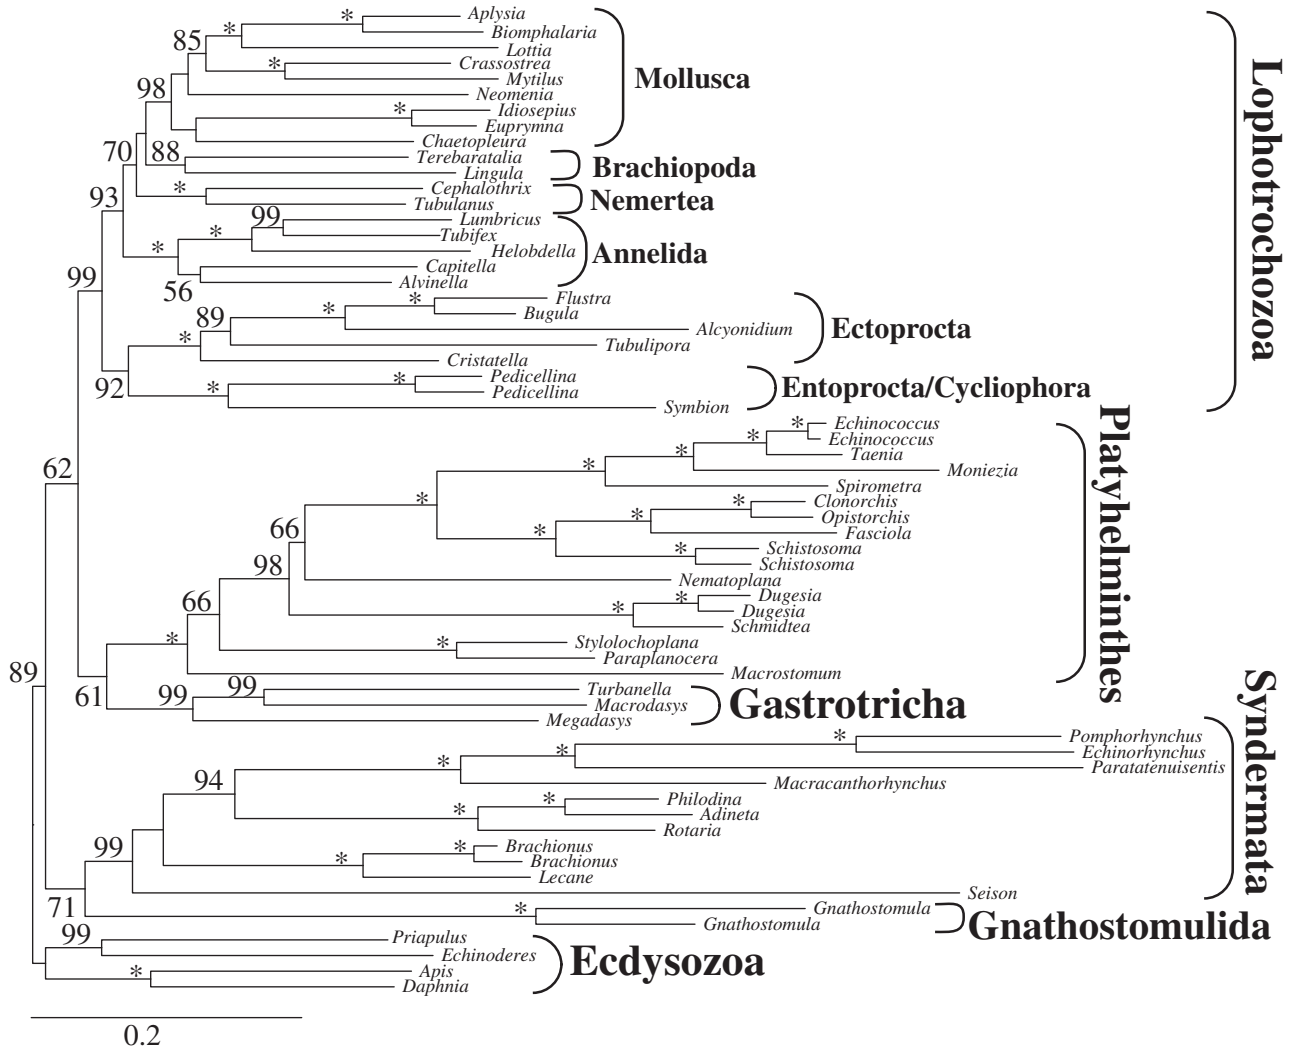 Aplysia
*
Biomphalaria
*
85
Lottia
Crassostrea
*
Mytilus
Mollusca
98
Neomenia
Idiosepius
*
Euprymna
Chaetopleura
70
88
Terebaratalia
Brachiopoda
Lingula
Cephalothrix
*
93
Nemertea
Tubulanus
99
Lumbricus
*
Tubifex
*
Helobdella
Annelida
Capitella
99
Alvinella
56
Flustra
*
Bugula
*
89
Alcyonidium
Ectoprocta
*
Tubulipora
Cristatella
Pedicellina
*
92
*
Pedicellina
Entoprocta/Cycliophora
Symbion
Lophotrochozoa
Echinococcus
*
Echinococcus
*
Taenia
*
62
*
Moniezia
Spirometra
*
Clonorchis
*
Opistorchis
*
Fasciola
*
66
Schistosoma
*
Schistosoma
98
Nematoplana
Dugesia
*
66
Dugesia
*
Schmidtea
*
Stylolochoplana
*
Paraplanocera
Macrostomum
Platyhelminthes
89
61
99
99
Turbanella
Macrodasys
Gastrotricha
Megadasys
Pomphorhynchus
*
Echinorhynchus
*
Paratatenuisentis
*
94
Macracanthorhynchus
Philodina
*
Adineta
*
Rotaria
99
Brachionus
*
Brachionus
*
Lecane
Seison
Syndermata
71
Gnathostomula
*
Gnathostomula
Gnathostomulida
99
Priapulus
Echinoderes
Ecdysozoa
Apis
*
Daphnia
0.2